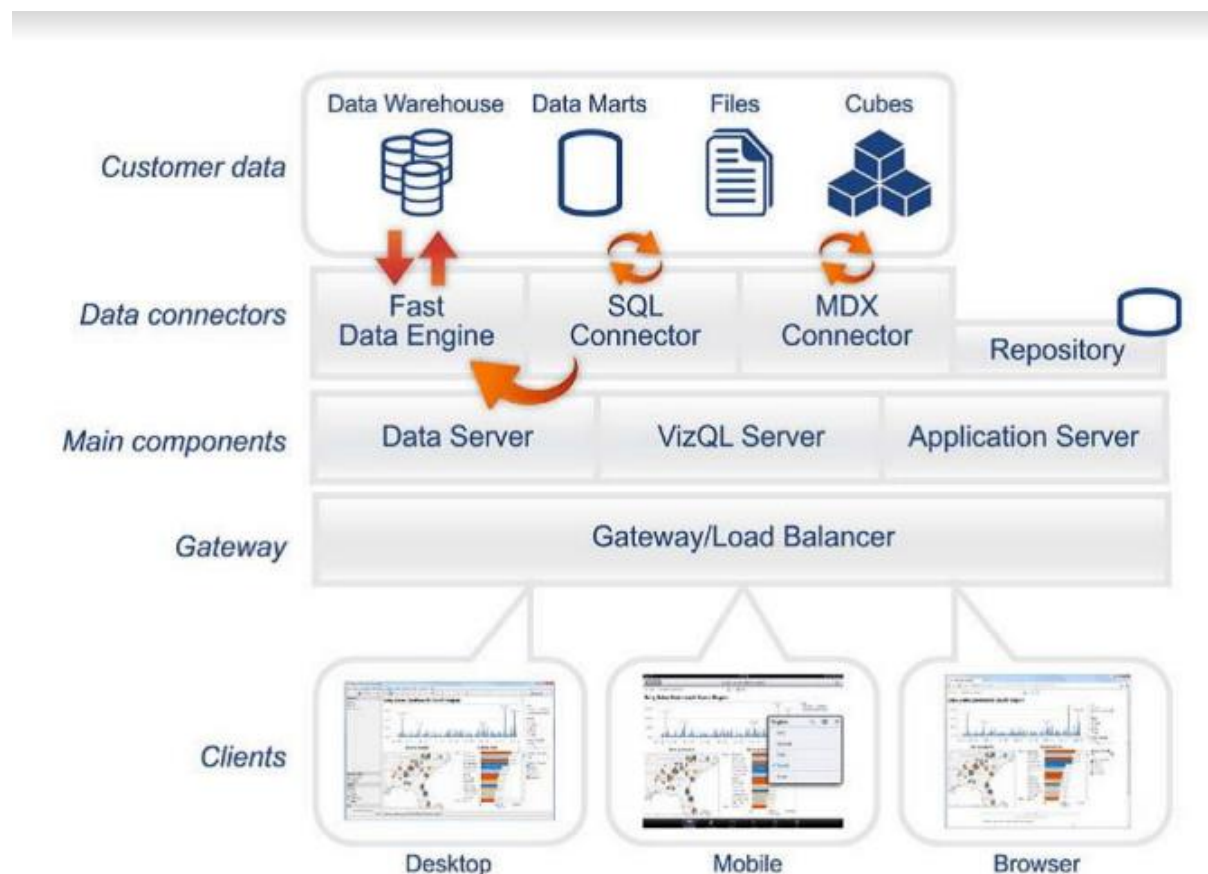 Data Warehouse
Data Marts
Files
Cubes
Customer data
Data connectors
Fast
Data Engine
SQL
Connector
MDX
Connector
Repository
Main components
Data Server
VizQL Server
Application Server
Gateway
Gateway/Load Balancer
Clients
Desktop
Mobile
Browser